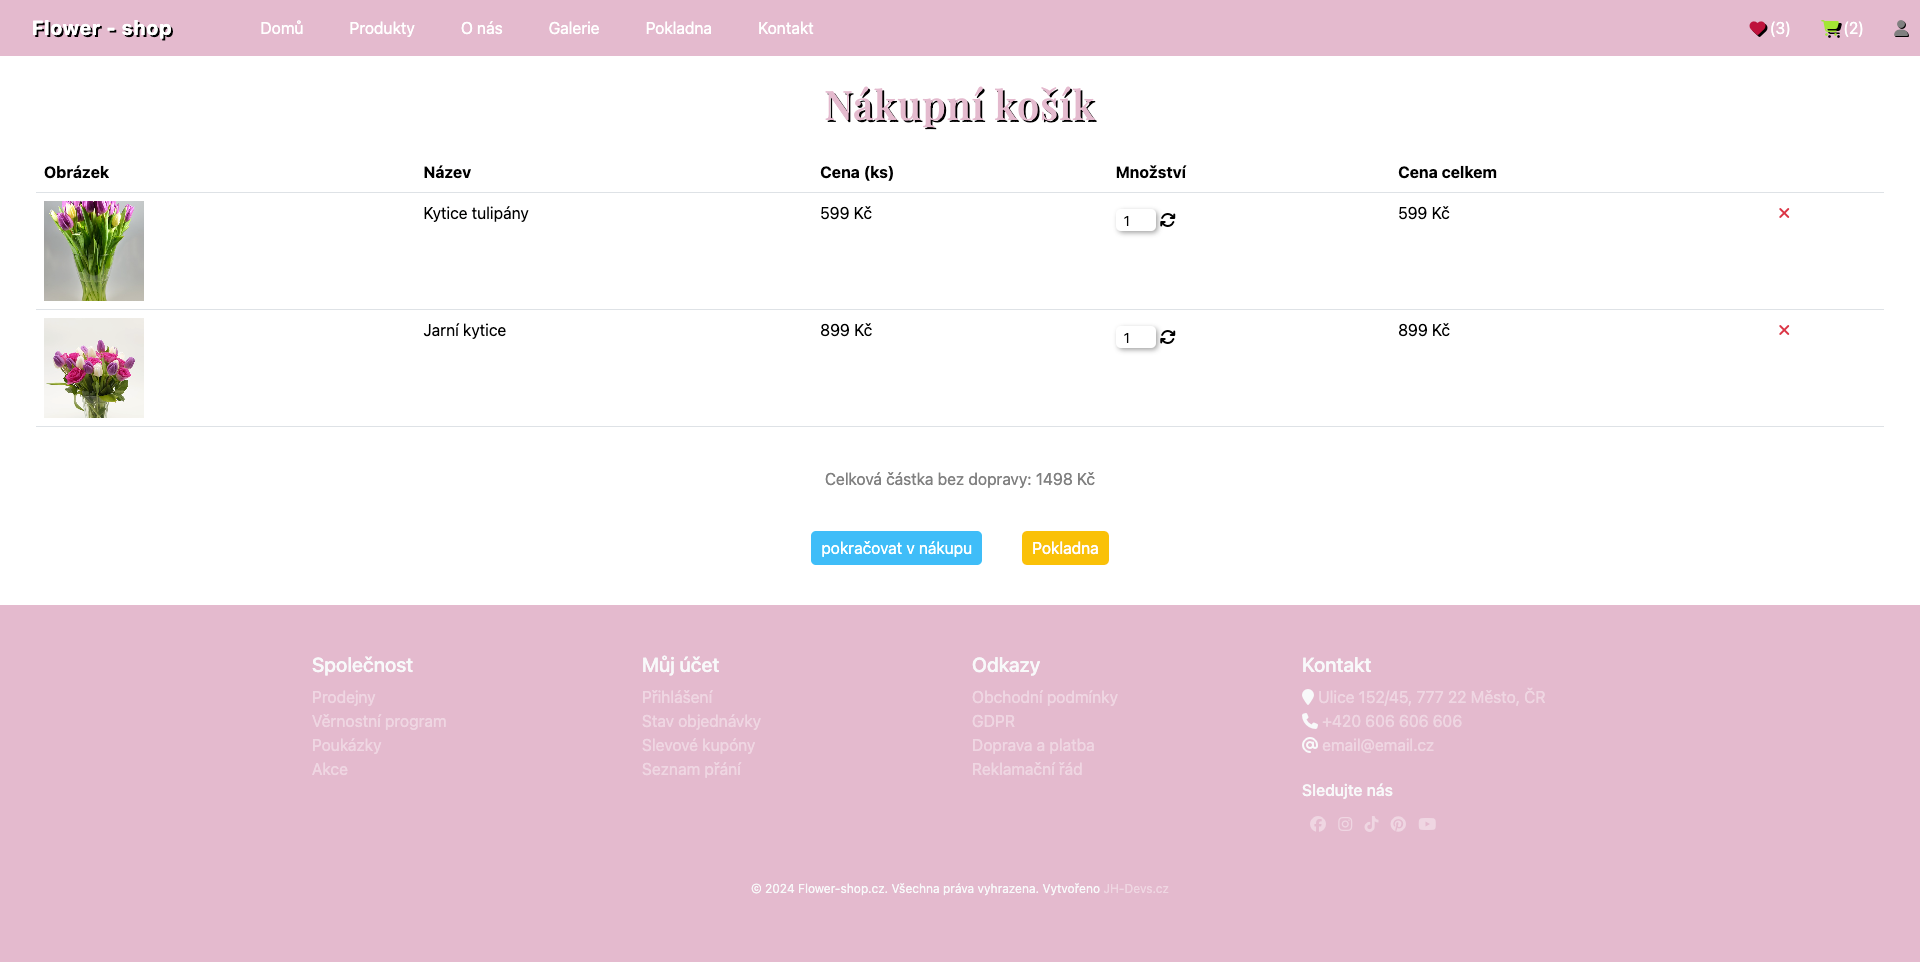 Flower - shop Domů Produkty O nás Galerie Pokladna Kontakt (3) (2)
Nákupní košík
Obrázek Název Cena (ks) Množství Cena celkem
Kytice tulipány 599 Kč 1 599 Kč
Jarní kytice 899 Kč 1 899 Kč
Celková částka bez dopravy: 1498 Kč
pokračovat v nákupu Pokladna
Společnost
Prodejny
Věrnostní program
Poukázky
Akce
Můj účet
Přihlášení
Stav objednávky
Slevové kupóny
Seznam přání
Odkazy
Obchodní podmínky
GDPR
Doprava a platba
Reklamační řád
Kontakt
Ulice 152/45, 777 22 Město, ČR
+420 606 606 606
email@email.cz
Sledujte nás
© 2024 Flower-shop.cz. Všechna práva vyhrazena. Vytvořeno JH-Devs.cz